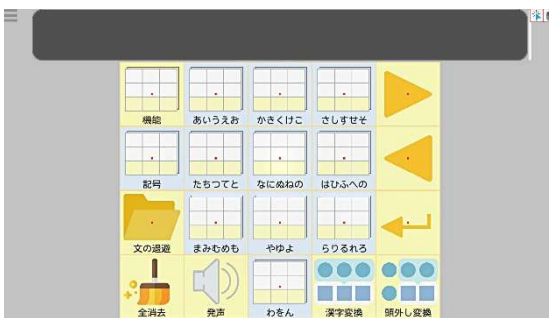 機能 あいうえお かきくけこ さしすせそ
記号 たちつてと なにぬねの はひふへの
文の退避 まみむめも やゆよ らりるれろ
全消去 発声 わをん 漢字変換 頭外し変換